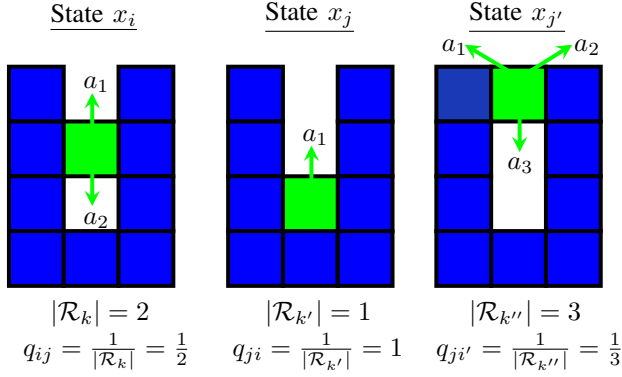 State $x_i$ State $x_j$ State $x_{j'}$
$a_1$ $a_2$
$a_1$
$a_1$
$a_3$
$a_2$
$|\mathcal{R}_k| = 2$ $|\mathcal{R}_{k'}| = 1$ $|\mathcal{R}_{k''}| = 3$
$q_{ij} = \frac{1}{|\mathcal{R}_k|} = \frac{1}{2}$ $q_{ji} = \frac{1}{|\mathcal{R}_{k'}|} = 1$ $q_{ji'} = \frac{1}{|\mathcal{R}_{k''}|} = \frac{1}{3}$